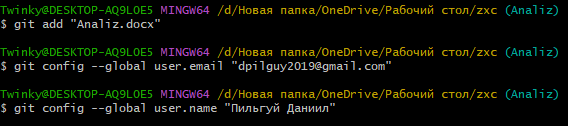 Twinky@DESKTOP-AQ9LOE5 MINGW64 /d/Новая папка/OneDrive/Рабочий стол/zxc (Analiz)
$ git add "Analiz.docx"
Twinky@DESKTOP-AQ9LOE5 MINGW64 /d/Новая папка/OneDrive/Рабочий стол/zxc (Analiz)
$ git config --global user.email "dpilguy2019@gmail.com"
Twinky@DESKTOP-AQ9LOE5 MINGW64 /d/Новая папка/OneDrive/Рабочий стол/zxc (Analiz)
$ git config --global user.name "Пильгуй Даниил"